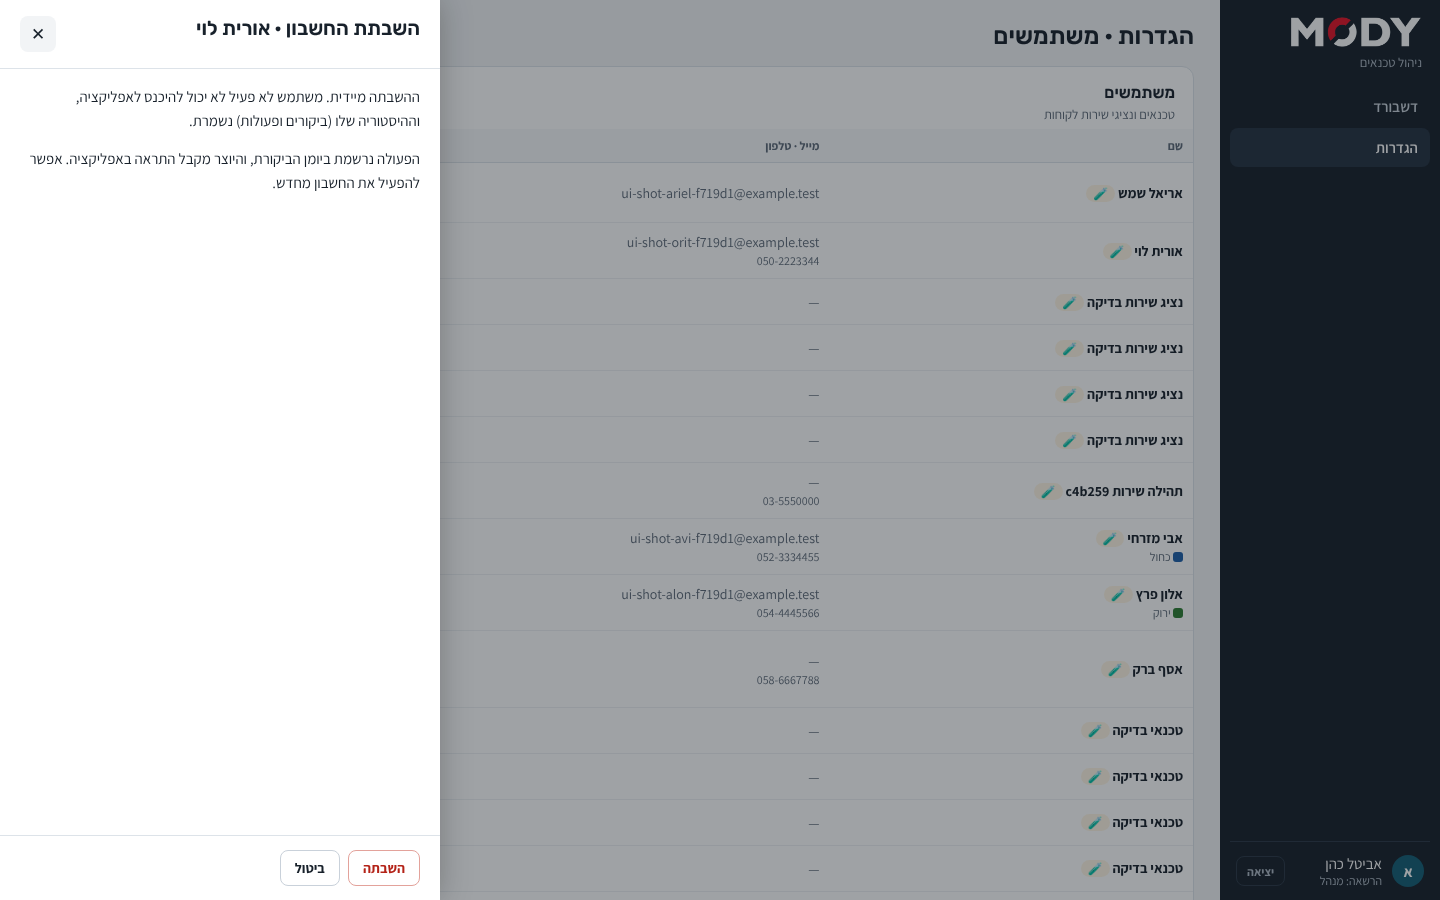 MODY
ניהול טכנאים
דשבורד
הגדרות
אביטל כהן
הרשאה: מנהל
א
יציאה
הגדרות • משתמשים
משתמשים
טכנאים ונציגי שירות לקוחות
שם
מייל · טלפון
אריאל שמש
ui-shot-ariel-f719d1@example.test
אורית לוי
ui-shot-orit-f719d1@example.test
050-2223344
נציג שירות בדיקה
—
נציג שירות בדיקה
—
נציג שירות בדיקה
—
נציג שירות בדיקה
—
תהילה שירות c4b259
—
03-5550000
אבי מזרחי
כחול
ui-shot-avi-f719d1@example.test
052-3334455
אלון פרץ
ירוק
ui-shot-alon-f719d1@example.test
054-4445566
אסף ברק
—
058-6667788
טכנאי בדיקה
—
טכנאי בדיקה
—
טכנאי בדיקה
—
טכנאי בדיקה
—
השבתת החשבון • אורית לוי
✕
ההשבתה מיידית. משתמש לא פעיל לא יכול להיכנס לאפליקציה,
וההיסטוריה שלו (ביקורים ופעולות) נשמרת.
הפעולה נרשמת ביומן הביקורת, והיוצר מקבל התראה באפליקציה. אפשר
להפעיל את החשבון מחדש.
השבתה
ביטול